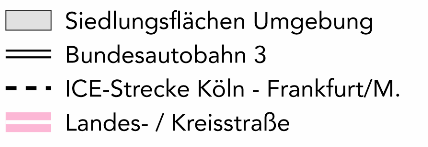 Siedlungsflächen Umgebung
Bundesautobahn 3
ICE-Strecke Köln - Frankfurt/M.
Landes- / Kreisstraße